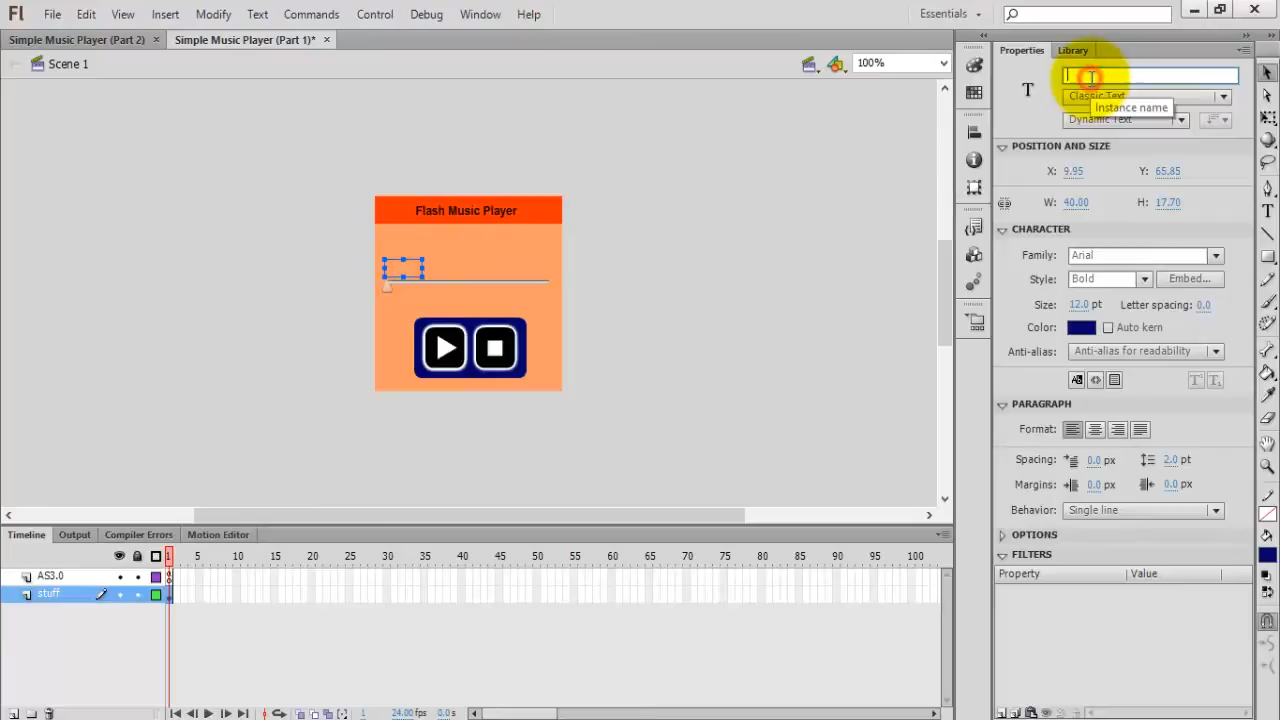 Fl File Edit View Insert Modify Text Commands Control Debug Window Help Essentials
Simple Music Player (Part 2) × Simple Music Player (Part 1)* ×
Scene 1 100%
Properties Library
T
Classic Text
Instance name
Dynamic Text
POSITION AND SIZE
X: 9.95 Y: 65.85
W: 40.00 H: 17.70
CHARACTER
Family: Arial
Style: Bold Embed...
Size: 12.0 pt Letter spacing: 0.0
Color: Auto kern
Anti-alias: Anti-alias for readability
PARAGRAPH
Format:
Spacing: 0.0 px 2.0 pt
Margins: 0.0 px 0.0 px
Behavior: Single line
OPTIONS
FILTERS
Property Value
Flash Music Player
Timeline Output Compiler Errors Motion Editor
1 5 10 15 20 25 30 35 40 45 50 55 60 65 70 75 80 85 90 95 100
AS3.0
stuff
1 24.00 fps 0.0 s